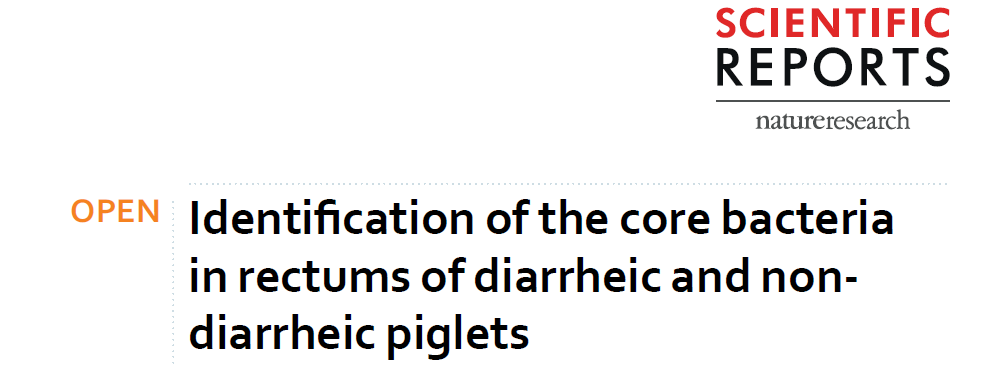 SCIENTIFIC
REPORTS
natureresearch
OPEN
Identification of the core bacteria
in rectums of diarrheic and non-
diarrheic piglets